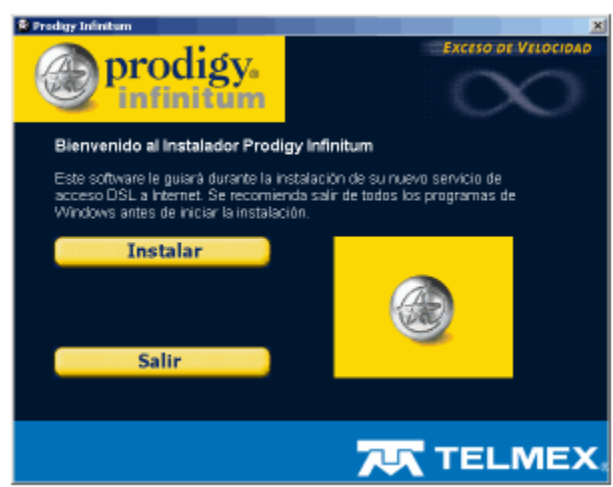 Prodigy Infinitum
prodigy
infinitum
EXCESO DE VELOCIDAD
Bienvenido al Instalador Prodigy Infinitum
Este software le guiará durante la instalación de su nuevo servicio de
acceso DSL a Internet. Se recomienda salir de todos los programas de
Windows antes de iniciar la instalación.
Instalar
Salir
TELMEX